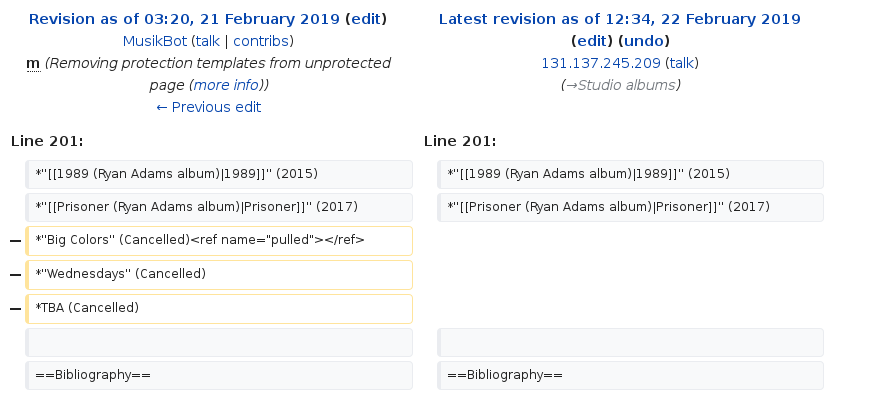 Revision as of 03:20, 21 February 2019 (edit)
MusikBot (talk | contribs)
m (Removing protection templates from unprotected
page (more info))
← Previous edit
Latest revision as of 12:34, 22 February 2019
(edit) (undo)
131.137.245.209 (talk)
(→Studio albums)
Line 201:
Line 201:
*''[[1989 (Ryan Adams album)|1989]]'' (2015)
*''[[1989 (Ryan Adams album)|1989]]'' (2015)
*''[[Prisoner (Ryan Adams album)|Prisoner]]'' (2017)
*''[[Prisoner (Ryan Adams album)|Prisoner]]'' (2017)
− *''Big Colors'' (Cancelled)<ref name="pulled"></ref>
− *''Wednesdays'' (Cancelled)
− *TBA (Cancelled)
==Bibliography==
==Bibliography==